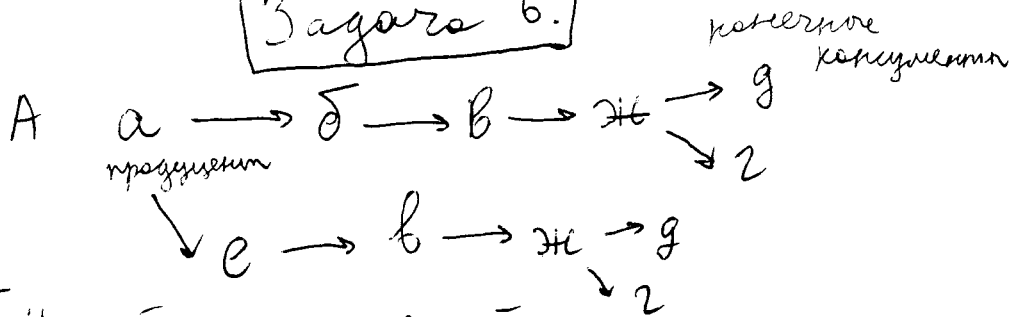 Задача 6.
конечные
консументы
А а → б → в → ж → д
↘ г
продуцент
↘ е → в → ж → д
↘ г